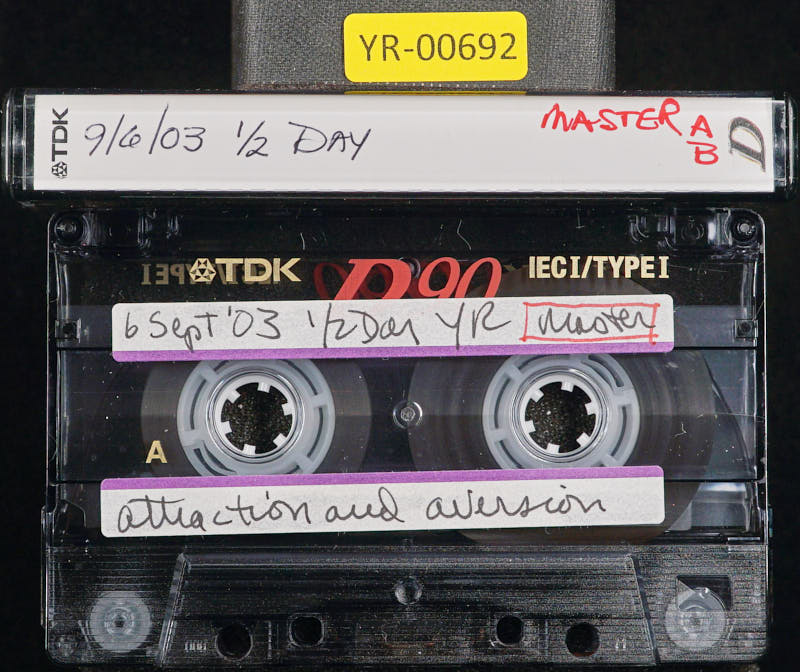 YR-00692
TDK 9/6/03 1/2 DAY MASTER A B D
TDK D90 IECI/TYPEI
6 Sept '03 1/2 Day YR Master
A
attraction and aversion